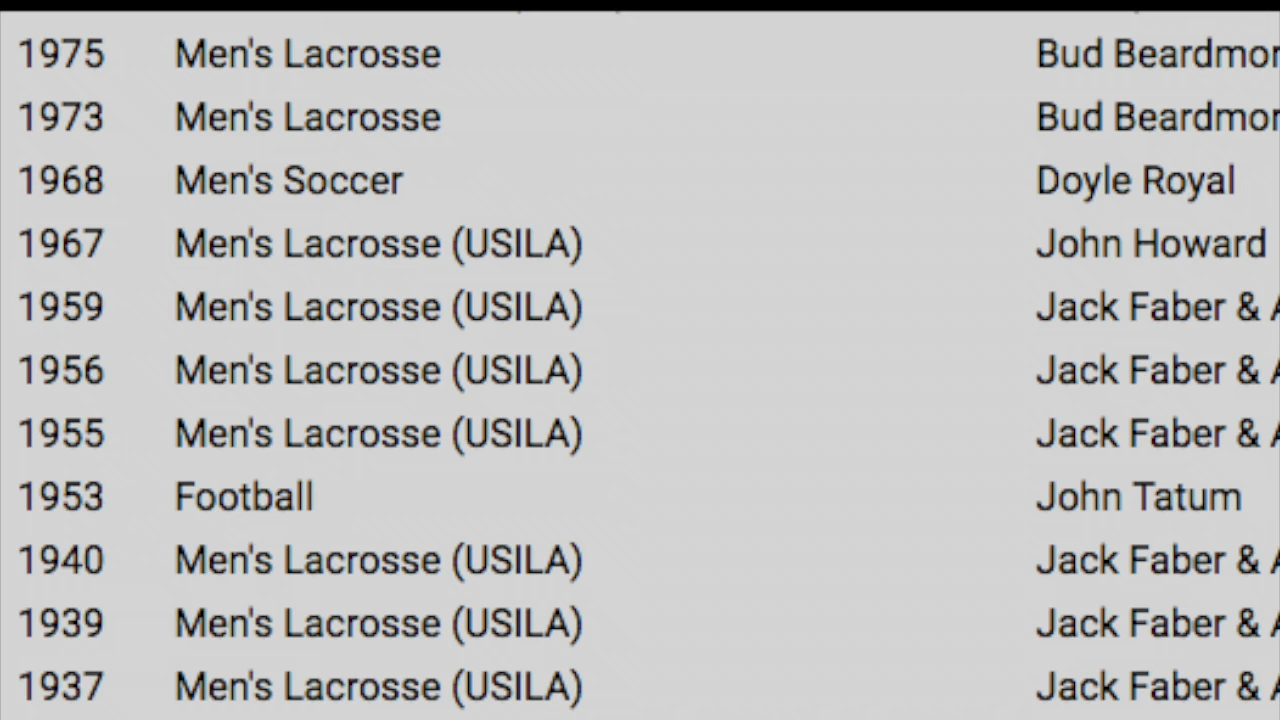 1975 Men's Lacrosse Bud
1973 Men's Lacrosse Bud
1968 Men's Soccer Doyle Royal
1967 Men's Lacrosse (USILA) John Howard
1959 Men's Lacrosse (USILA) Jack Faber &
1956 Men's Lacrosse (USILA) Jack Faber &
1955 Men's Lacrosse (USILA) Jack Faber &
1953 Football John Tatum
1940 Men's Lacrosse (USILA) Jack Faber &
1939 Men's Lacrosse (USILA) Jack Faber &
1937 Men's Lacrosse (USILA) Jack Faber &